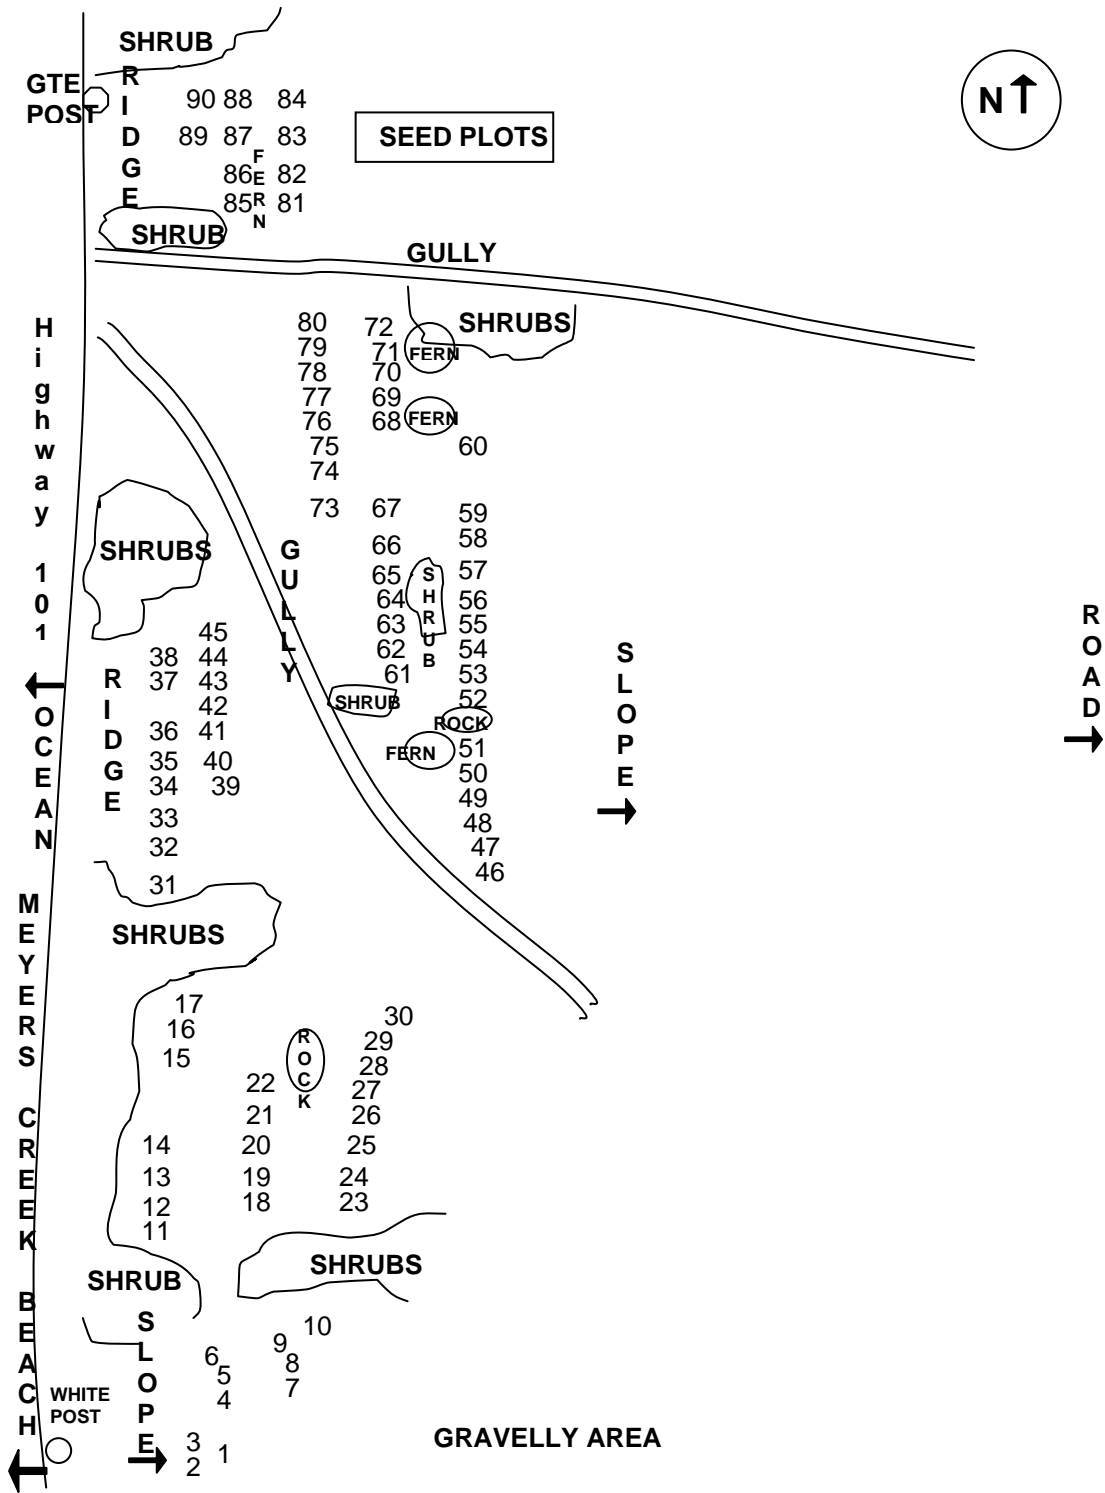 SHRUB
GTE
POST
RIDGE
90 88 84
89 87 83
86 82
85 81
FERN
SEED PLOTS
N
SHRUB
GULLY
SHRUBS
80 72
79 71 FERN
78 70
77 69
76 68 FERN
75 60
74
73 67 59
66 58
65 57
64 56
63 55
62 54
61 53
52
SHRUB
SHRUB
ROCK
FERN 51
50
49
48
47
46
Highway 101
SHRUBS
GULLY
45
38 44
37 43
42
36 41
35 40
34 39
33
32
31
RIDGE
OCEAN
SLOPE
ROAD
SHRUBS
MEYERS CREEK BEACH
17 30
16 29
15 28
22 27
21 26
14 20 25
13 19 24
12 18 23
11
ROCK
SHRUB
SHRUBS
SLOPE
10
9
6 8
5 7
4
WHITE
POST
3 1
2
GRAVELLY AREA